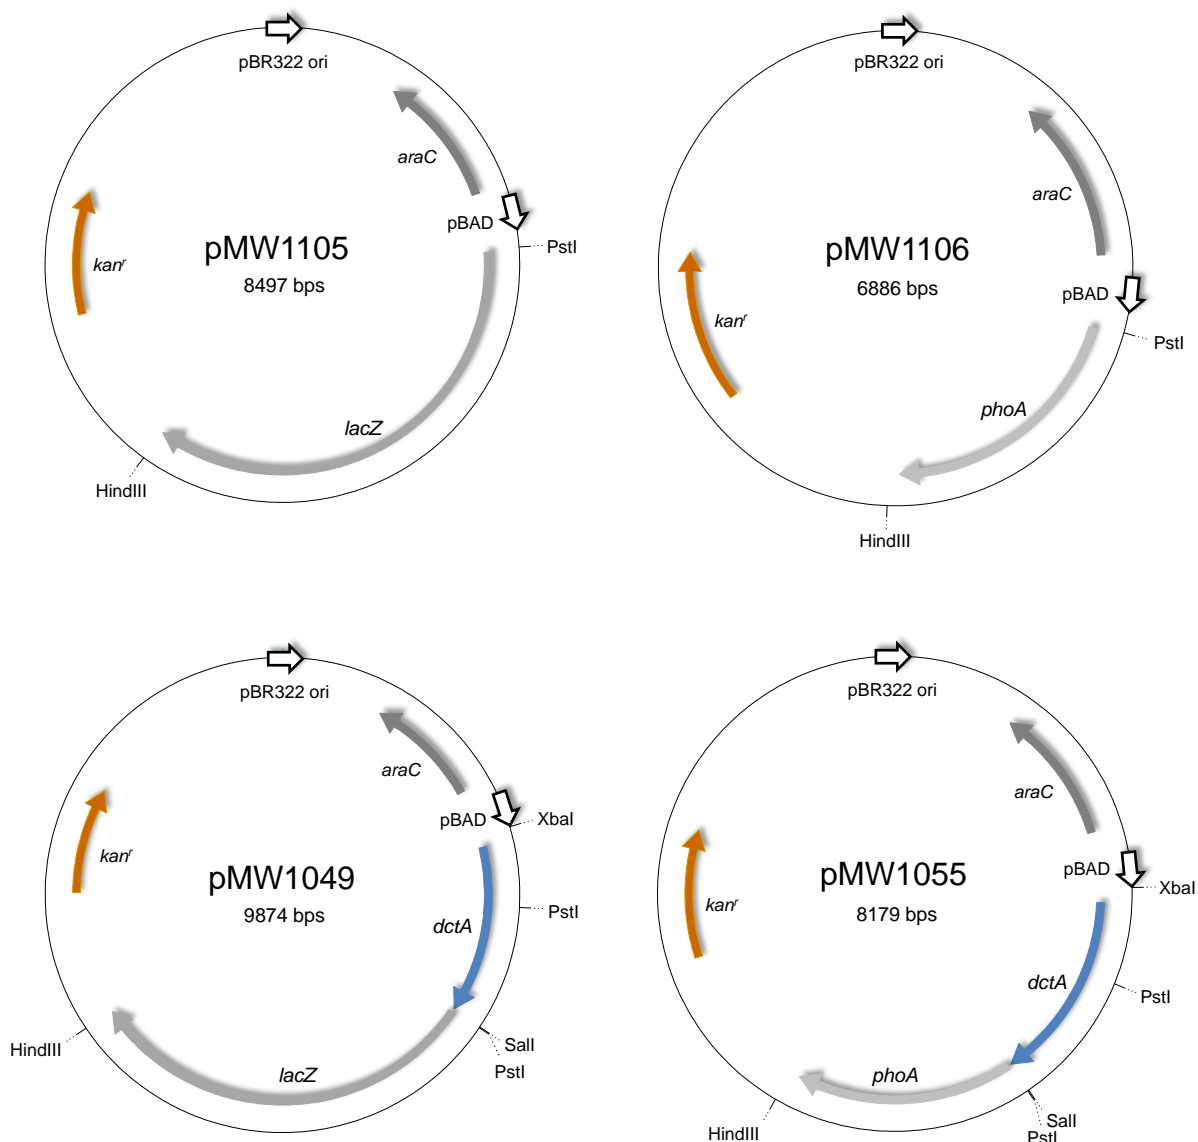 pBR322 ori
araC
pBAD
PstI
pMW1105
8497 bps
kanʳ
lacZ
HindIII
pBR322 ori
araC
pBAD
PstI
pMW1106
6886 bps
kanʳ
phoA
HindIII
pBR322 ori
araC
pBAD
XbaI
kanʳ
pMW1049
9874 bps
dctA
PstI
SalI
PstI
HindIII
lacZ
pBR322 ori
araC
pBAD
XbaI
kanʳ
pMW1055
8179 bps
dctA
PstI
phoA
SalI
PstI
HindIII